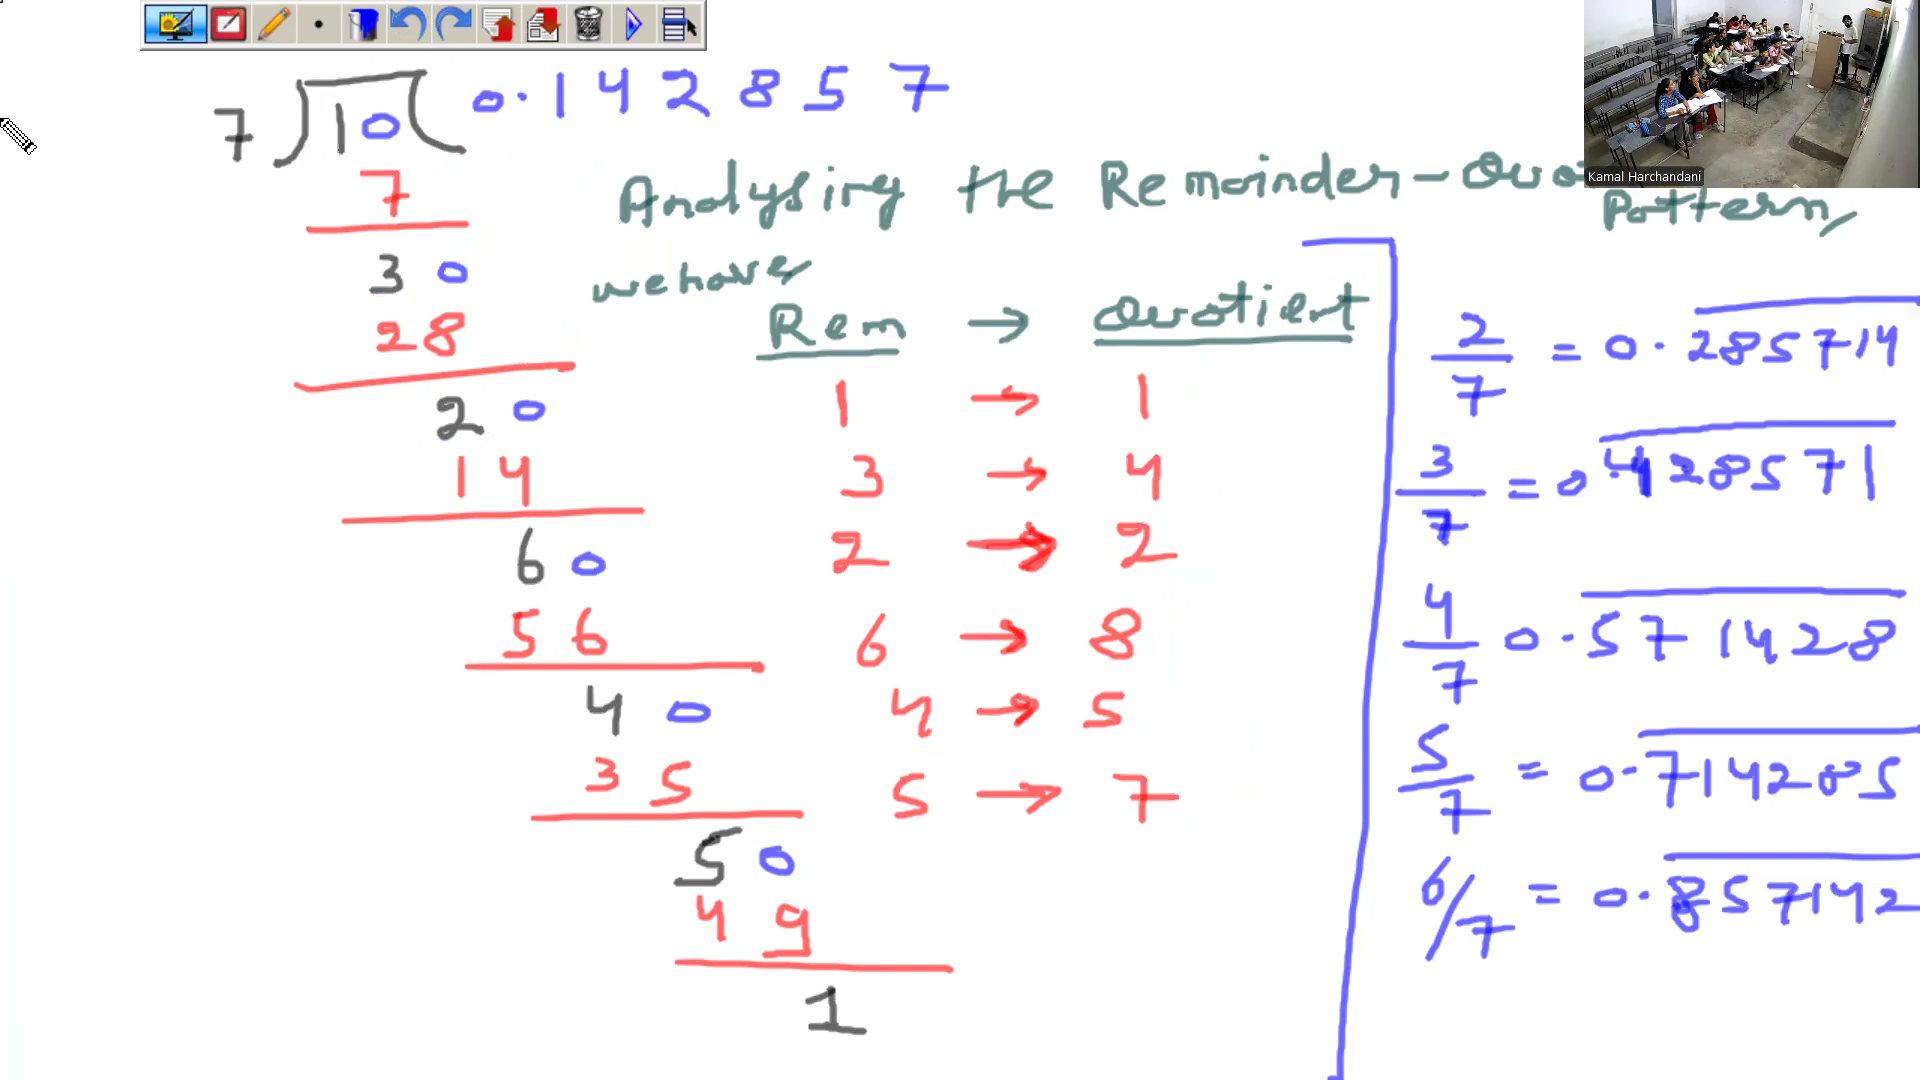 7 ) 10 ( 0.142857
7
30
28
20
14
60
56
40
35
50
49
1
Analysing the Remainder-Quo
Pattern,
we have,
Rem → Quotient
1 → 1
3 → 4
2 → 2
6 → 8
4 → 5
5 → 7
2/7 = 0.285714
3/7 = 0.428571
4/7 0.571428
5/7 = 0.714285
6/7 = 0.857142
Kamal Harchandani